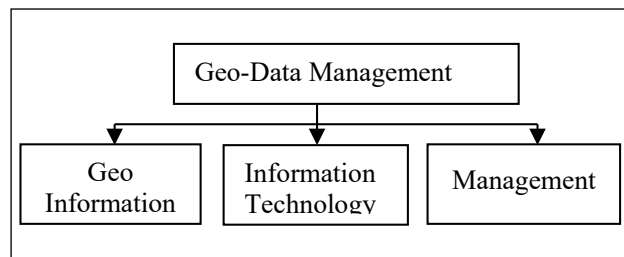 Geo-Data Management
Geo
Information
Information
Technology
Management